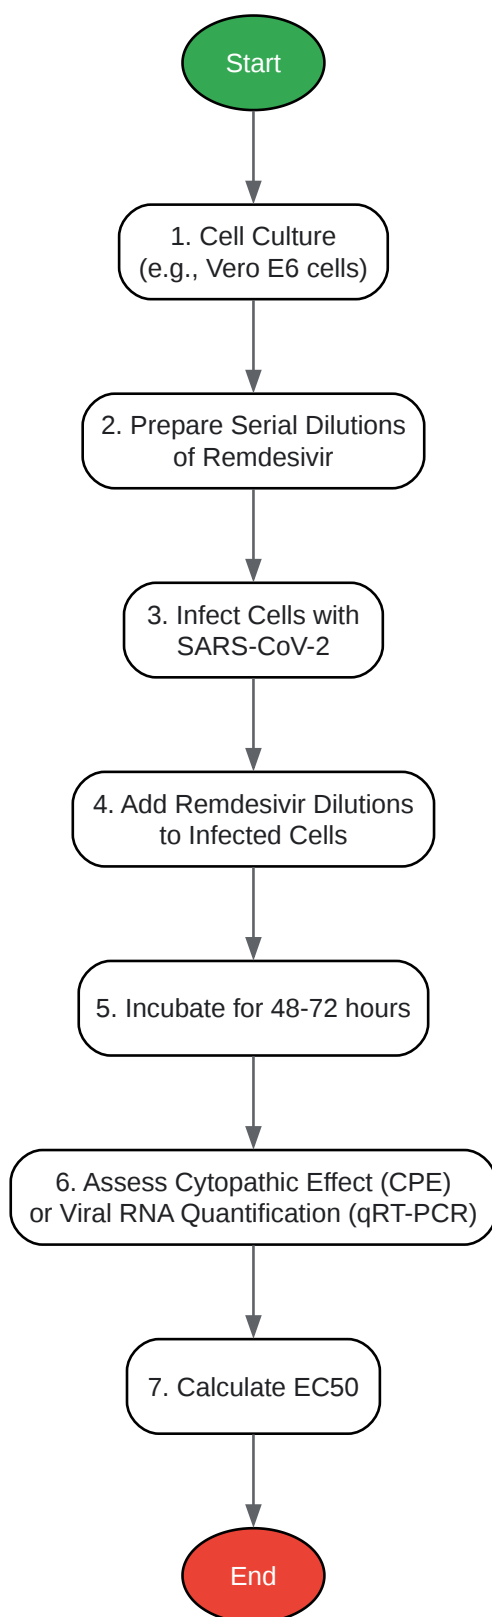 Start
1. Cell Culture
(e.g., Vero E6 cells)
2. Prepare Serial Dilutions
of Remdesivir
3. Infect Cells with
SARS-CoV-2
4. Add Remdesivir Dilutions
to Infected Cells
5. Incubate for 48-72 hours
6. Assess Cytopathic Effect (CPE)
or Viral RNA Quantification (qRT-PCR)
7. Calculate EC50
End